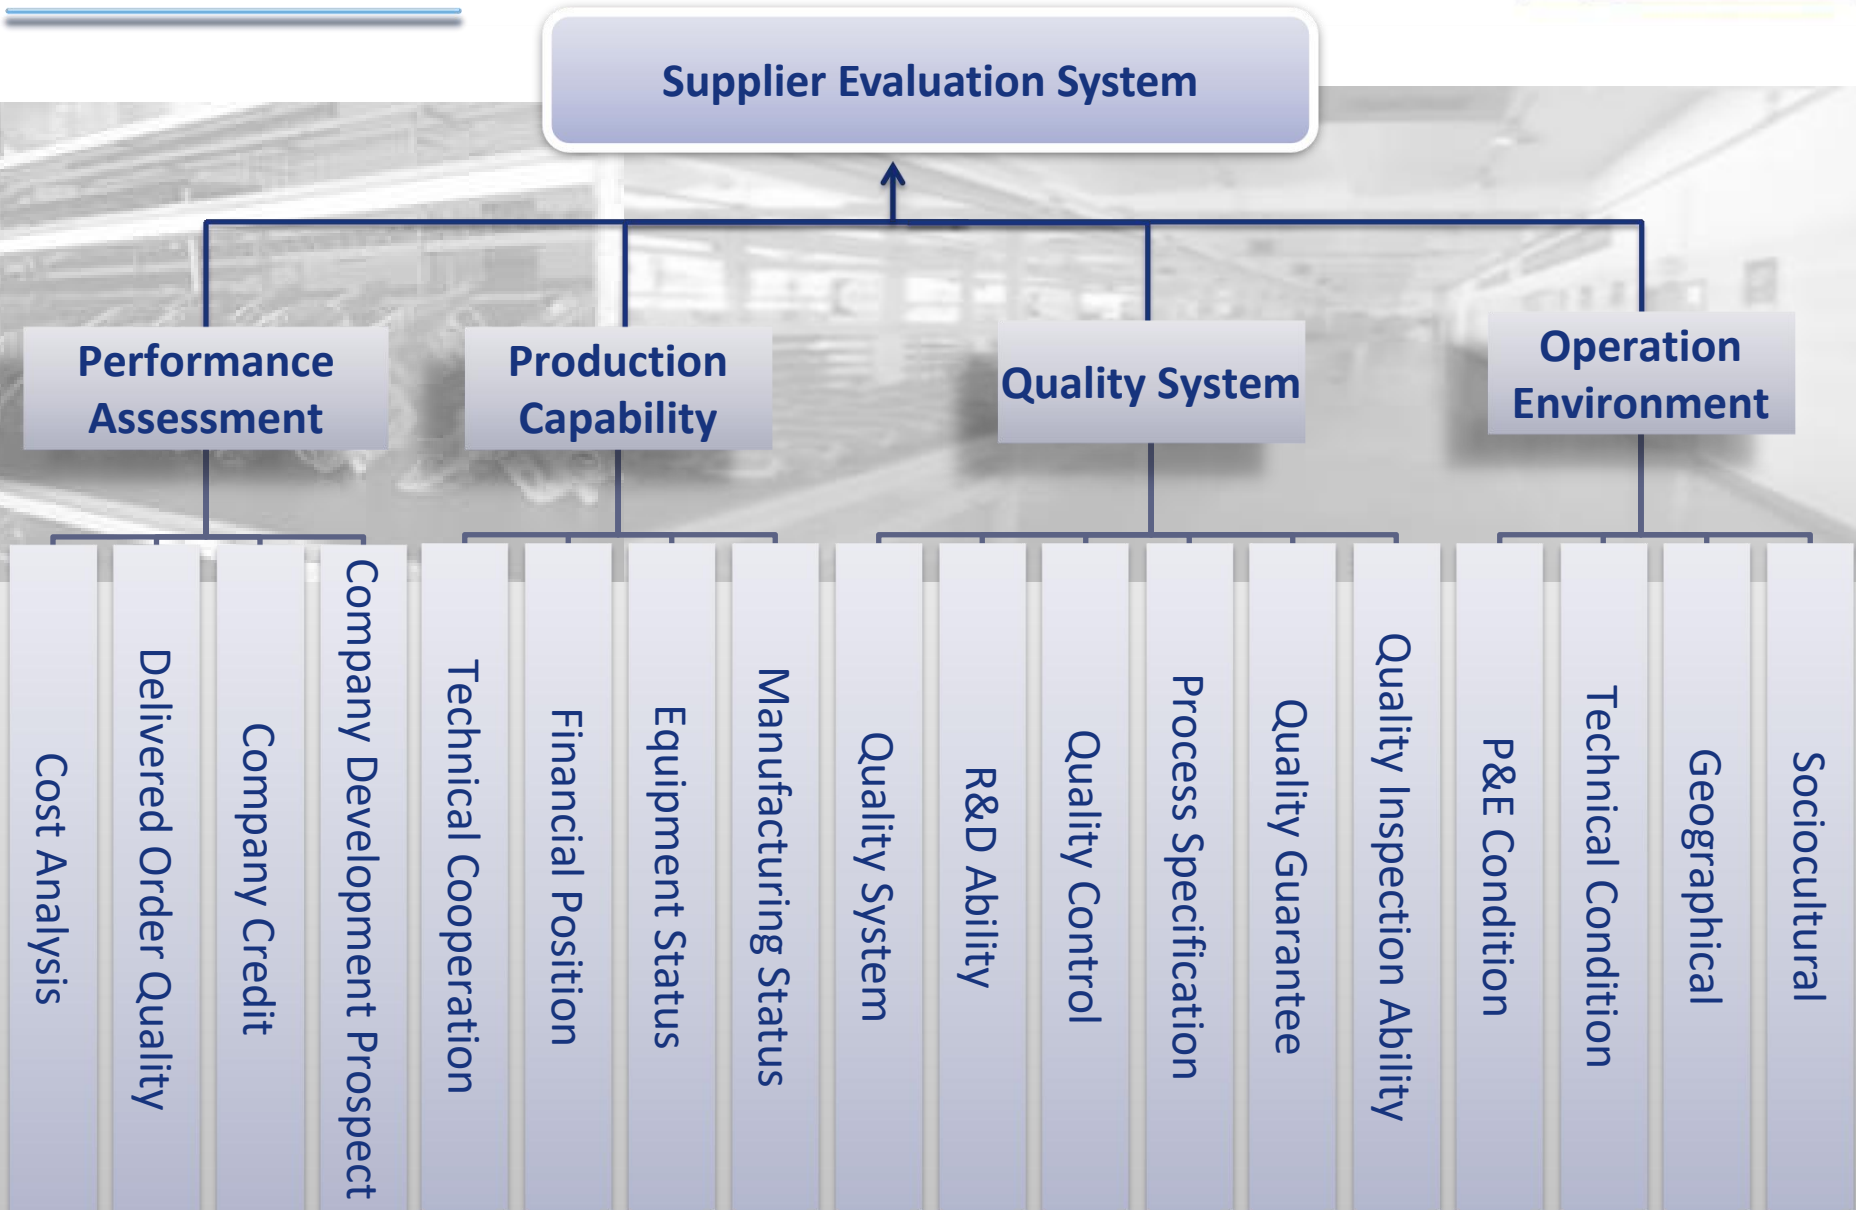 Supplier Evaluation System
Performance
Assessment
Production
Capability
Quality System
Operation
Environment
Cost Analysis
Delivered Order Quality
Company Credit
Company Development Prospect
Technical Cooperation
Financial Position
Equipment Status
Manufacturing Status
Quality System
R&D Ability
Quality Control
Process Specification
Quality Guarantee
Quality Inspection Ability
P&E Condition
Technical Condition
Geographical
Sociocultural